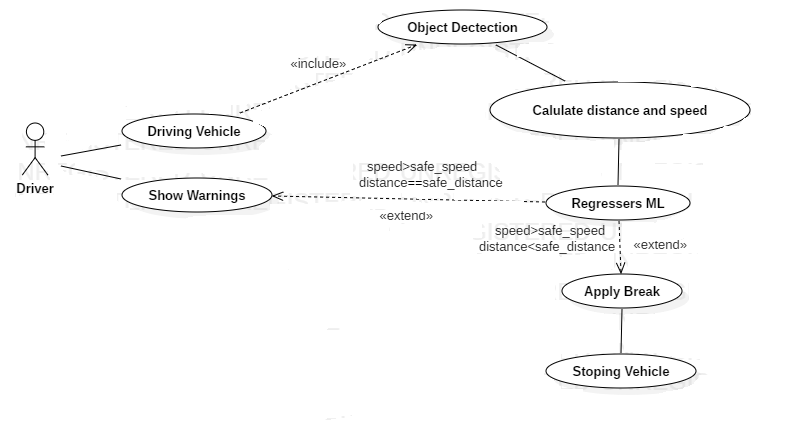 Object Dectection
«include»
Calulate distance and speed
Driving Vehicle
Driver
speed>safe_speed
distance==safe_distance
Show Warnings
«extend»
Regressers ML
speed>safe_speed
distance<safe_distance
«extend»
Apply Break
Stoping Vehicle